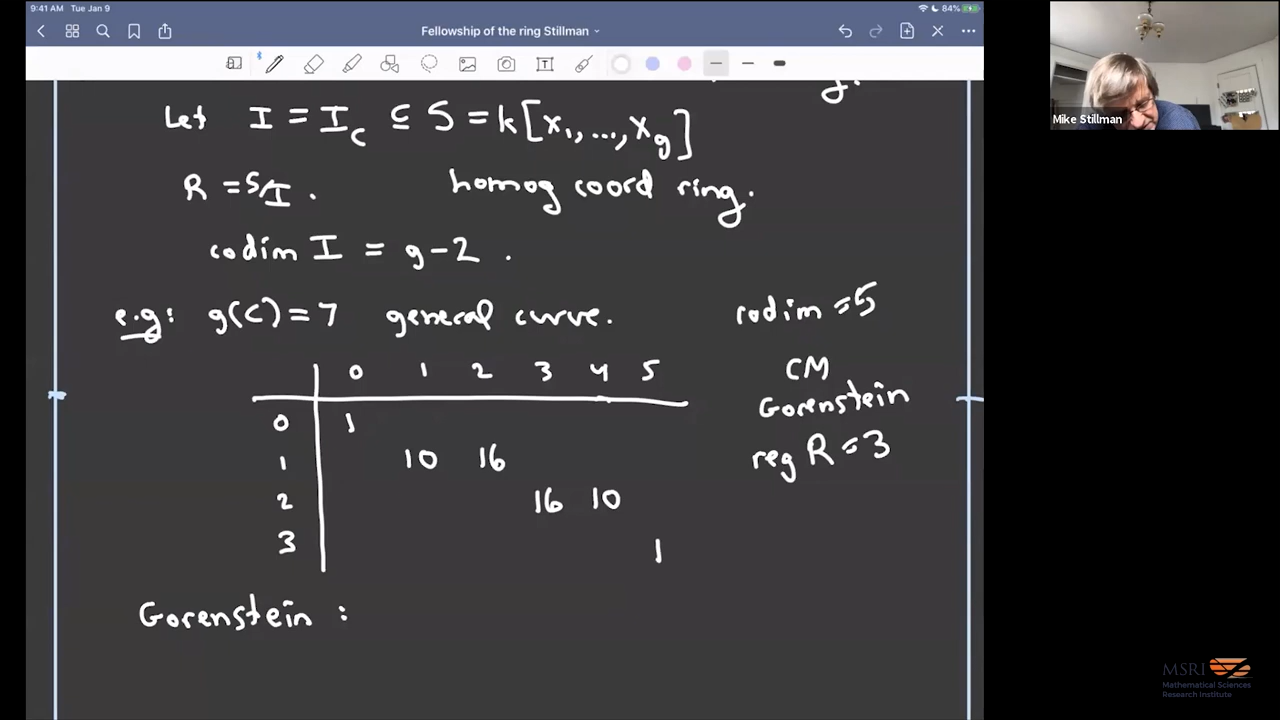 9:41 AM Tue Jan 9
84%
Fellowship of the ring Stillman
Let I = I_C ⊆ S = k[x_1, ..., x_g]
R = S/I. homog coord ring.
codim I = g-2.
e.g: g(C) = 7 general curve. codim = 5
0 1 2 3 4 5
CM
Gorenstein
0 1
1 10 16
reg R = 3
2 16 10
3 1
Gorenstein :
Mike Stillman
MSRI
Mathematical Sciences
Research Institute